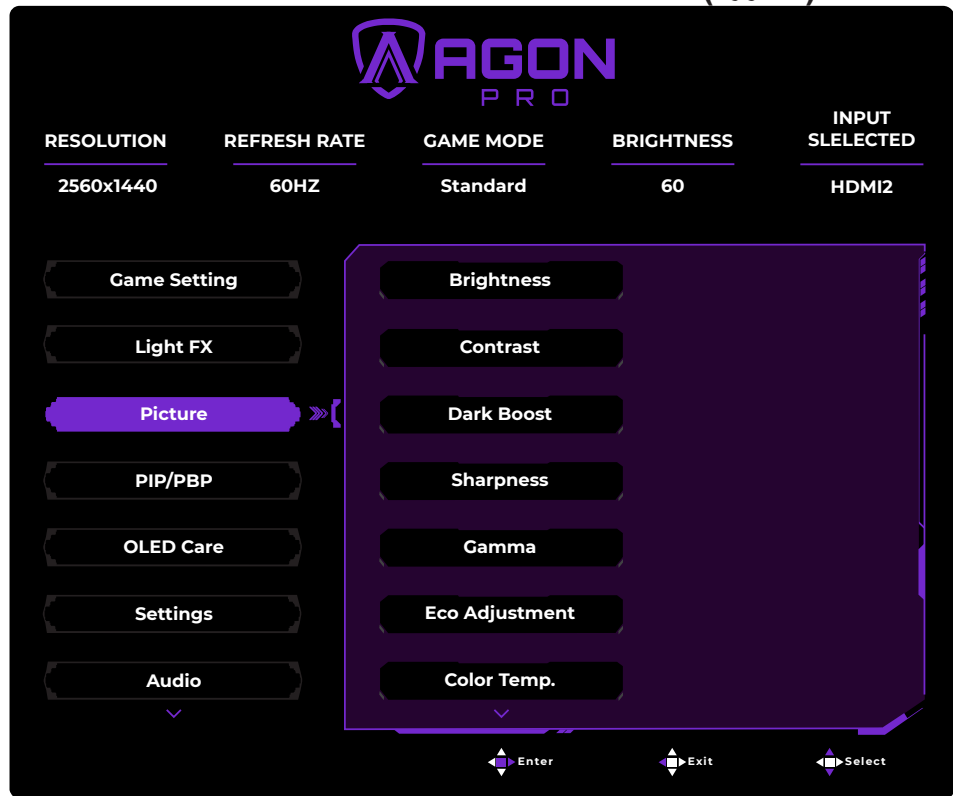 AGON
PRO
RESOLUTION REFRESH RATE GAME MODE BRIGHTNESS INPUT SLELECTED
2560x1440 60HZ Standard 60 HDMI2
Game Setting Brightness
Light FX Contrast
Picture Dark Boost
PIP/PBP Sharpness
OLED Care Gamma
Settings Eco Adjustment
Audio Color Temp.
Enter Exit Select